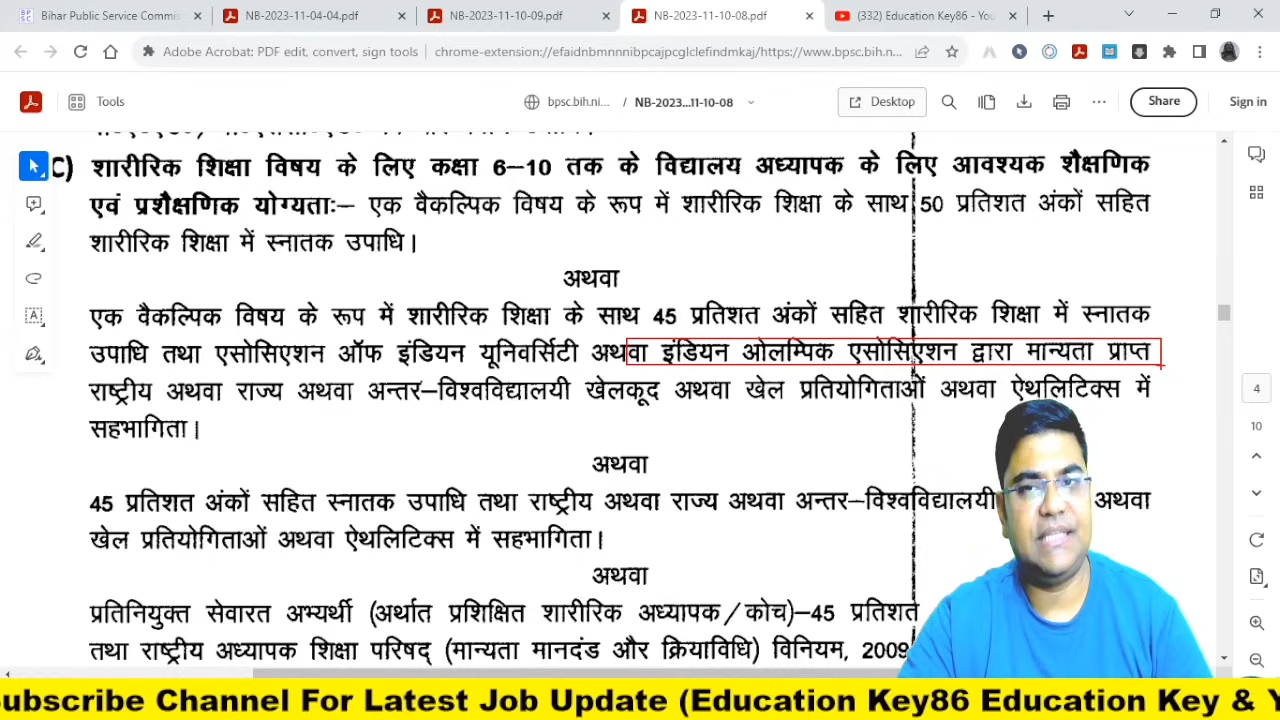 Bihar Public Service Commis
NB-2023-11-04-04.pdf
NB-2023-11-10-09.pdf
NB-2023-11-10-08.pdf
(332) Education Key86 - You
Adobe Acrobat: PDF edit, convert, sign tools
chrome-extension://efaidnbmnnnibpcajpcglclefindmkaj/https://www.bpsc.bih.ni...
Tools
bpsc.bih.ni... / NB-2023...11-10-08
Desktop
Share
Sign in
C) शारीरिक शिक्षा विषय के लिए कक्षा 6–10 तक के विद्यालय अध्यापक के लिए आवश्यक शैक्षणिक
एवं प्रशैक्षणिक योग्यताः– एक वैकल्पिक विषय के रूप में शारीरिक शिक्षा के साथ 50 प्रतिशत अंकों सहित
शारीरिक शिक्षा में स्नातक उपाधि।
अथवा
एक वैकल्पिक विषय के रूप में शारीरिक शिक्षा के साथ 45 प्रतिशत अंकों सहित शारीरिक शिक्षा में स्नातक
उपाधि तथा एसोसिएशन ऑफ इंडियन यूनिवर्सिटी अथवा इंडियन ओलम्पिक एसोसिएशन द्वारा मान्यता प्राप्त
राष्ट्रीय अथवा राज्य अथवा अन्तर–विश्वविद्यालयी खेलकूद अथवा खेल प्रतियोगिताओं अथवा ऐथलिटिक्स में
सहभागिता।
अथवा
45 प्रतिशत अंकों सहित स्नातक उपाधि तथा राष्ट्रीय अथवा राज्य अथवा अन्तर–विश्वविद्यालयी अथवा
खेल प्रतियोगिताओं अथवा ऐथलिटिक्स में सहभागिता।
अथवा
प्रतिनियुक्त सेवारत अभ्यर्थी (अर्थात प्रशिक्षित शारीरिक अध्यापक/कोच)–45 प्रतिशत
तथा राष्ट्रीय अध्यापक शिक्षा परिषद् (मान्यता मानदंड और क्रियाविधि) विनियम, 2009
4
10
ubscribe Channel For Latest Job Update (Education Key86 Education Key & Y